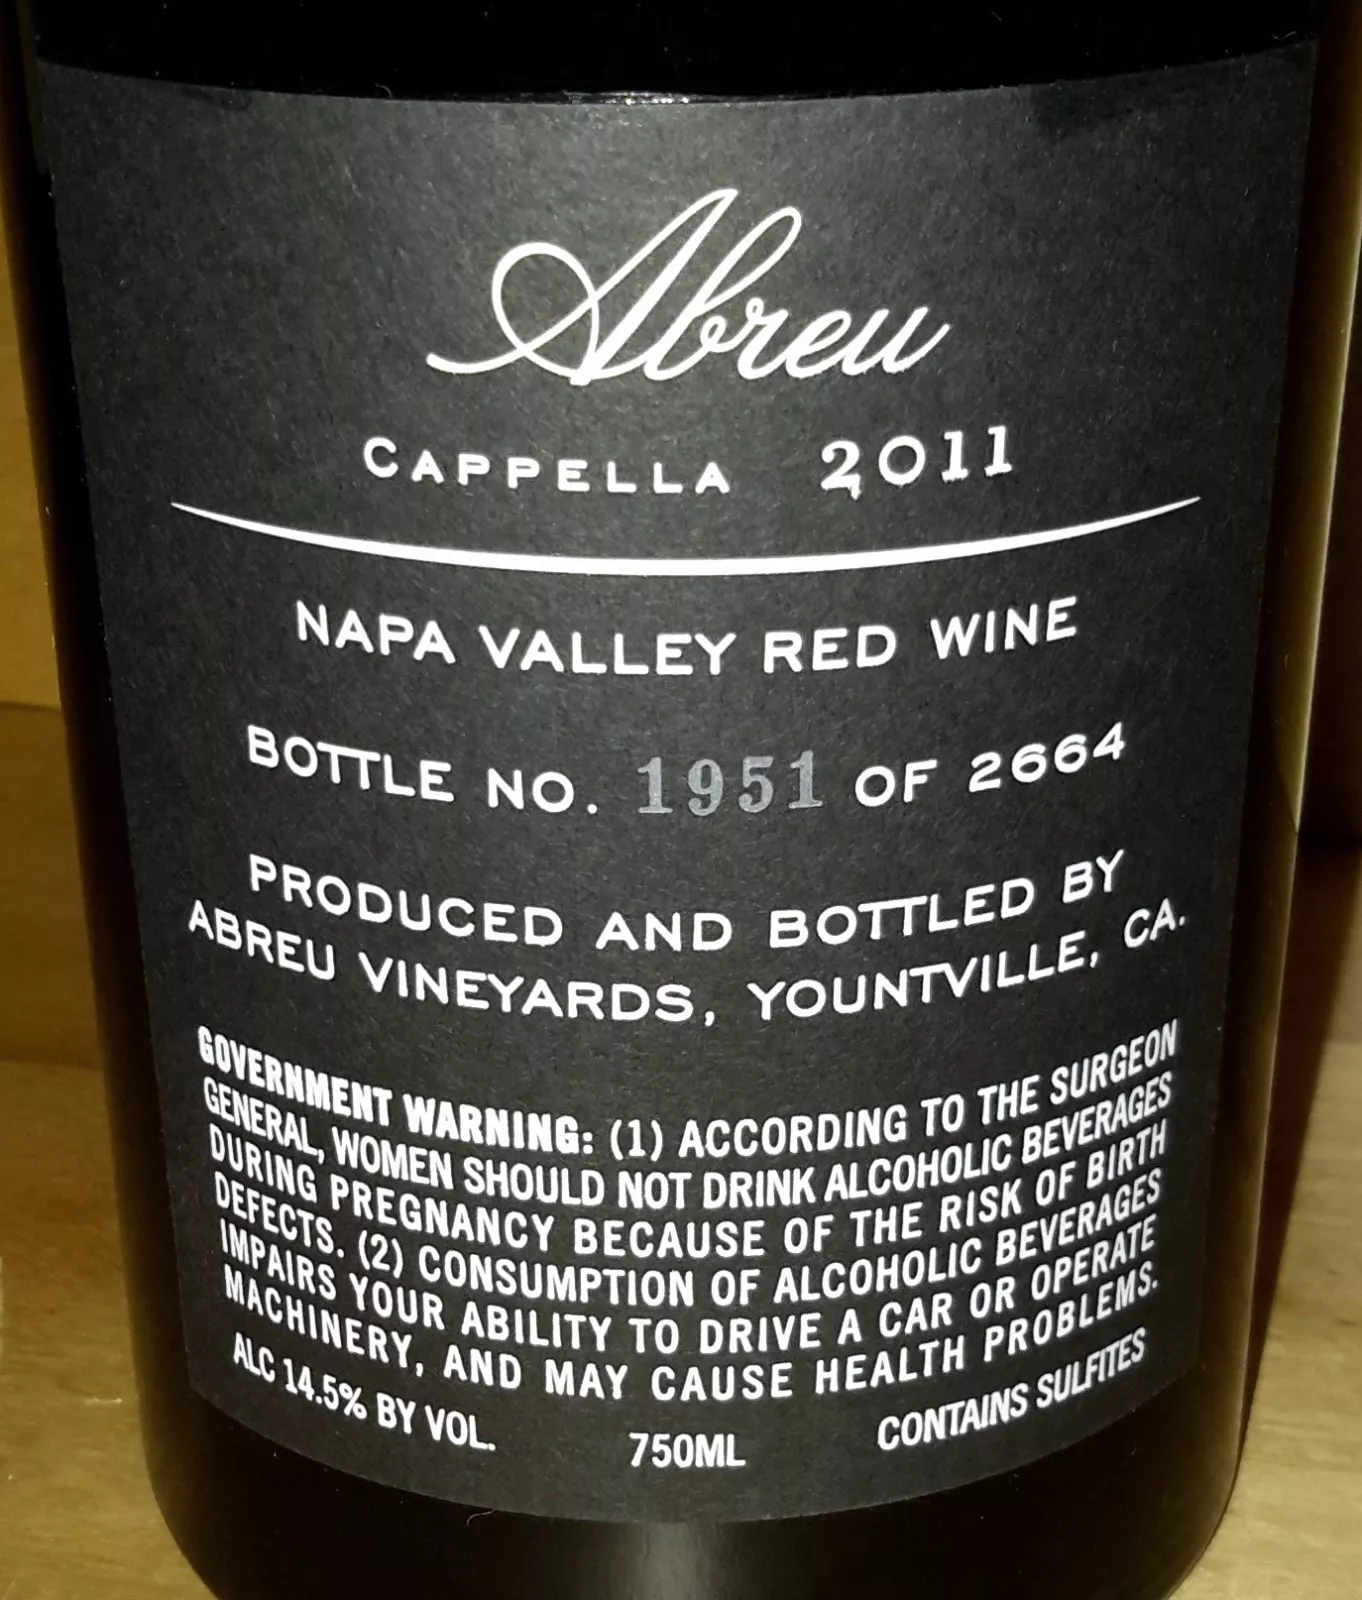 Abreu
CAPPELLA 2011
NAPA VALLEY RED WINE
BOTTLE NO. 1951 OF 2664
PRODUCED AND BOTTLED BY
ABREU VINEYARDS, YOUNTVILLE, CA.
GOVERNMENT WARNING: (1) ACCORDING TO THE SURGEON
GENERAL, WOMEN SHOULD NOT DRINK ALCOHOLIC BEVERAGES
DURING PREGNANCY BECAUSE OF THE RISK OF BIRTH
DEFECTS. (2) CONSUMPTION OF ALCOHOLIC BEVERAGES
IMPAIRS YOUR ABILITY TO DRIVE A CAR OR OPERATE
MACHINERY, AND MAY CAUSE HEALTH PROBLEMS.
ALC 14.5% BY VOL. 750ML CONTAINS SULFITES